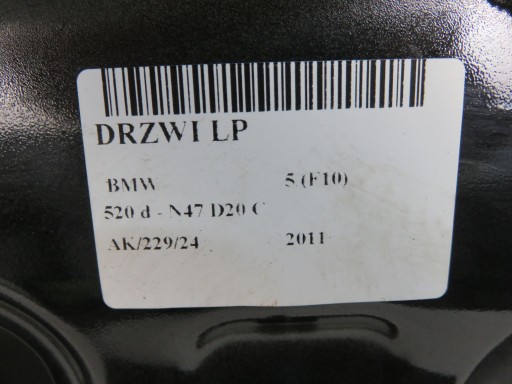 DRZWI LP
BMW 5 (F10)
520 d - N47 D20 C
AK/229/24 2011